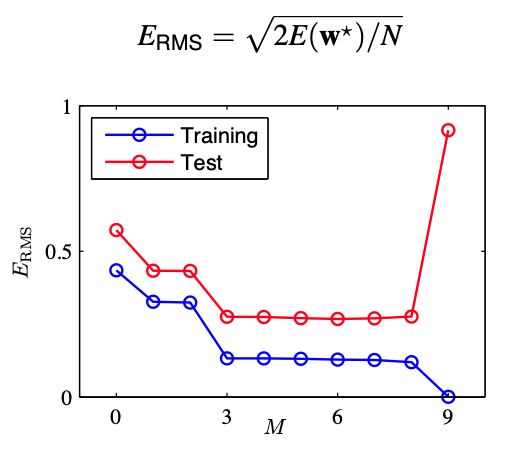 E_RMS = √2E(w⋆)/N
1
Training
Test
0.5
E_RMS
0
0 3 6 9
M